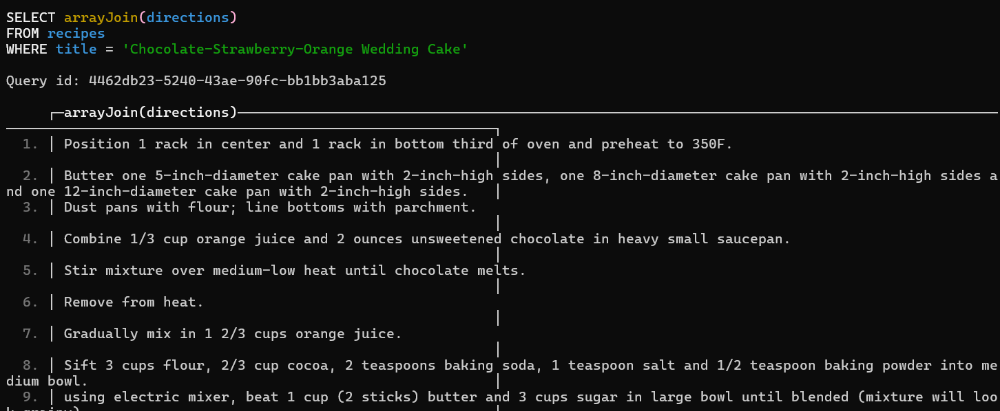 SELECT arrayJoin(directions)
FROM recipes
WHERE title = 'Chocolate-Strawberry-Orange Wedding Cake'
Query id: 4462db23-5240-43ae-90fc-bb1bb3aba125
arrayJoin(directions)
1. Position 1 rack in center and 1 rack in bottom third of oven and preheat to 350F.
2. Butter one 5-inch-diameter cake pan with 2-inch-high sides, one 8-inch-diameter cake pan with 2-inch-high sides a
nd one 12-inch-diameter cake pan with 2-inch-high sides.
3. Dust pans with flour; line bottoms with parchment.
4. Combine 1/3 cup orange juice and 2 ounces unsweetened chocolate in heavy small saucepan.
5. Stir mixture over medium-low heat until chocolate melts.
6. Remove from heat.
7. Gradually mix in 1 2/3 cups orange juice.
8. Sift 3 cups flour, 2/3 cup cocoa, 2 teaspoons baking soda, 1 teaspoon salt and 1/2 teaspoon baking powder into me
dium bowl.
9. using electric mixer, beat 1 cup (2 sticks) butter and 3 cups sugar in large bowl until blended (mixture will loo